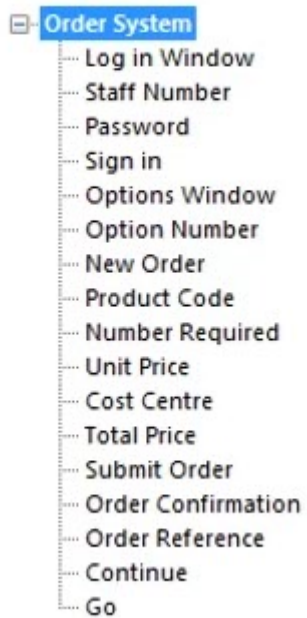 Order System
Log in Window
Staff Number
Password
Sign in
Options Window
Option Number
New Order
Product Code
Number Required
Unit Price
Cost Centre
Total Price
Submit Order
Order Confirmation
Order Reference
Continue
Go